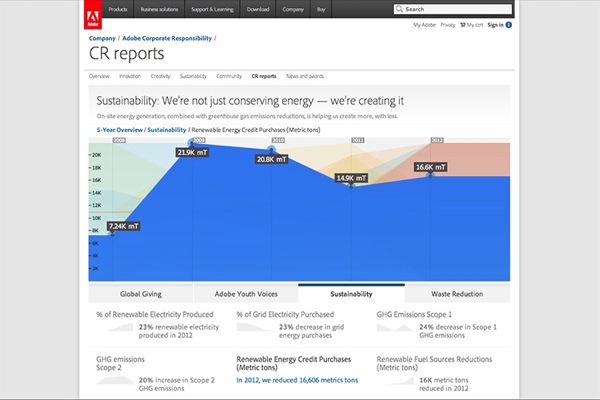 Adobe
Products Business solutions Support & Learning Download Company Buy Search
My Adobe Privacy My cart Sign in
Company / Adobe Corporate Responsibility /
CR reports
Overview Innovation Creativity Sustainability Community CR reports News and awards
Sustainability: We're not just conserving energy — we're creating it
On-site energy generation, combined with greenhouse gas emissions reductions, is helping us create more, with less.
5-Year Overview / Sustainability / Renewable Energy Credit Purchases (Metric tons)
2008 2009 2010 2011 2012
20K
18K
16K
14K
12K
10K
8K
6K
4K
2K
7.24K mT
21.9K mT
20.8K mT
14.9K mT
16.6K mT
Global Giving Adobe Youth Voices Sustainability Waste Reduction
% of Renewable Electricity Produced
23% renewable electricity
produced in 2012
% of Grid Electricity Purchased
23% decrease in grid
energy purchases
GHG Emissions Scope 1
24% decrease in Scope 1
GHG Emissions
GHG emissions
Scope 2
20% increase in Scope 2
GHG emissions
Renewable Energy Credit Purchases
(Metric tons)
In 2012, we reduced 16,606 metrics tons
Renewable Fuel Sources Reductions
(Metric tons)
16K metric tons
reduced in 2012